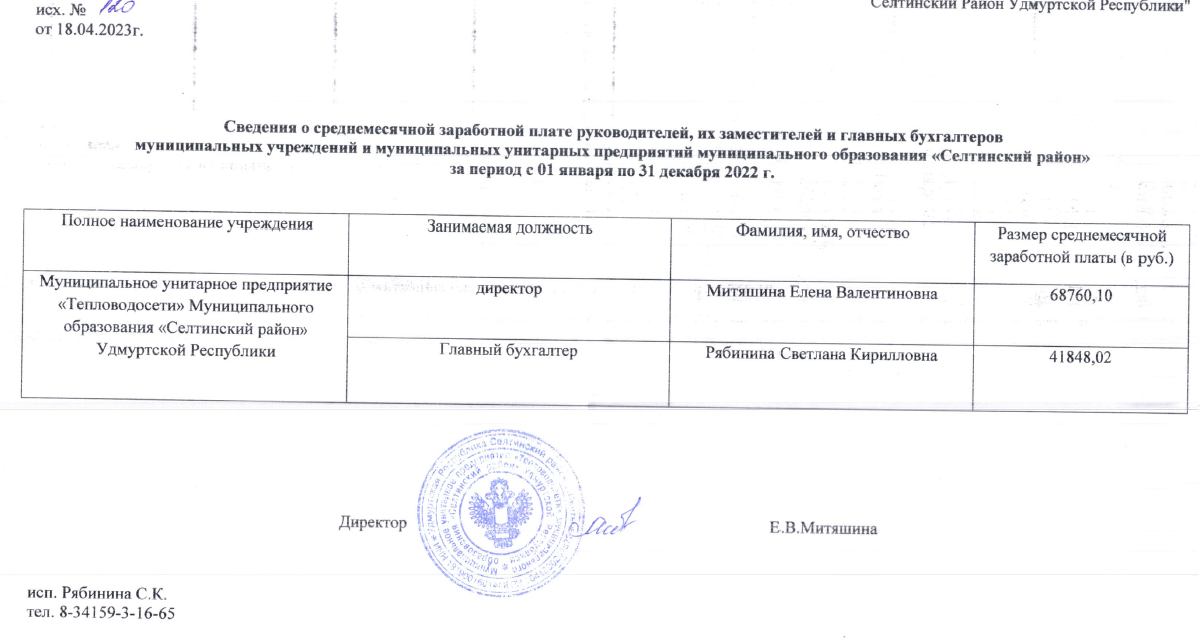 исх. № 120
Селтинский Район Удмуртской Республики"
от 18.04.2023г.
Сведения о среднемесячной заработной плате руководителей, их заместителей и главных бухгалтеров
муниципальных учреждений и муниципальных унитарных предприятий муниципального образования «Селтинский район»
за период с 01 января по 31 декабря 2022 г.
Полное наименование учреждения
Занимаемая должность
Фамилия, имя, отчество
Размер среднемесячной
заработной платы (в руб.)
Муниципальное унитарное предприятие
«Тепловодосети» Муниципального
образования «Селтинский район»
Удмуртской Республики
директор
Митяшина Елена Валентиновна
68760,10
Главный бухгалтер
Рябинина Светлана Кирилловна
41848,02
Директор
Е.В.Митяшина
исп. Рябинина С.К.
тел. 8-34159-3-16-65